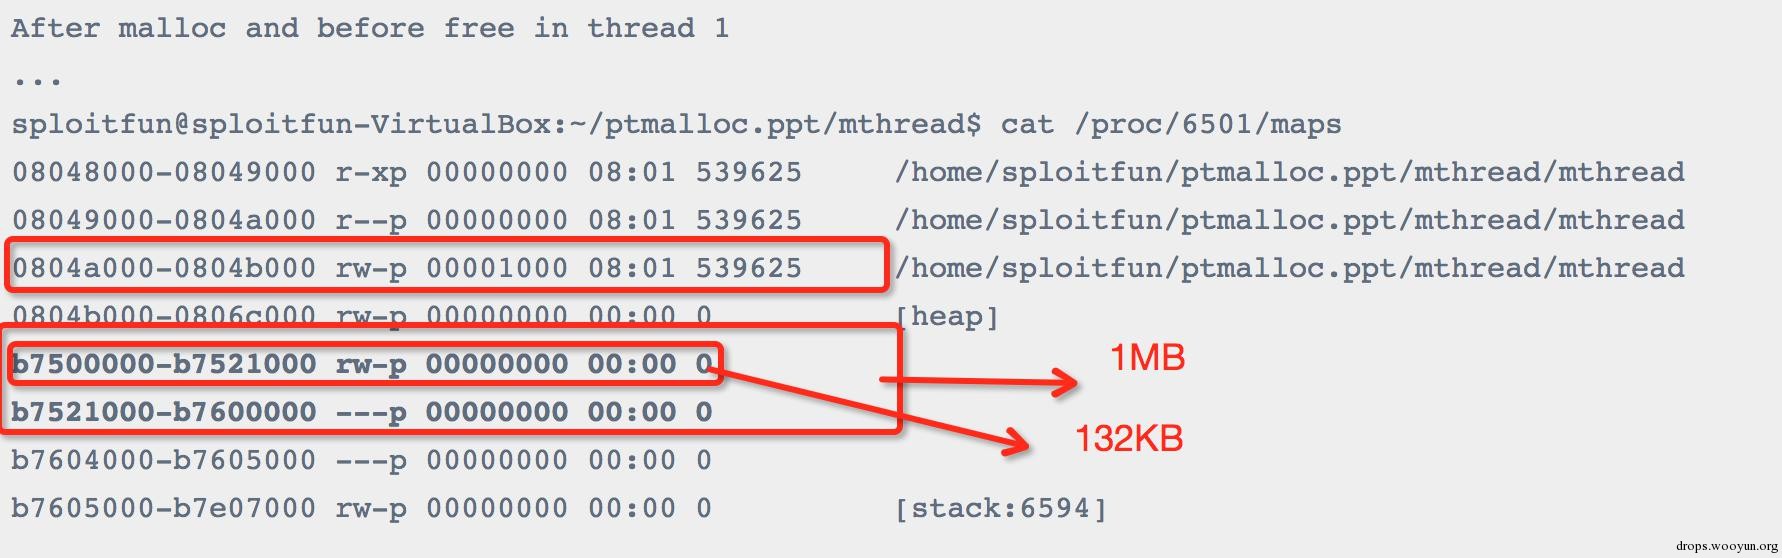 After malloc and before free in thread 1
...
sploitfun@sploitfun-VirtualBox:~/ptmalloc.ppt/mthread$ cat /proc/6501/maps
08048000-08049000 r-xp 00000000 08:01 539625 /home/sploitfun/ptmalloc.ppt/mthread/mthread
08049000-0804a000 r--p 00000000 08:01 539625 /home/sploitfun/ptmalloc.ppt/mthread/mthread
0804a000-0804b000 rw-p 00001000 08:01 539625 /home/sploitfun/ptmalloc.ppt/mthread/mthread
0804b000-0806c000 rw-p 00000000 00:00 0 [heap]
b7500000-b7521000 rw-p 00000000 00:00 0
1MB
b7521000-b7600000 ---p 00000000 00:00 0
132KB
b7604000-b7605000 ---p 00000000 00:00 0
b7605000-b7e07000 rw-p 00000000 00:00 0 [stack:6594]
drops.wooyun.org